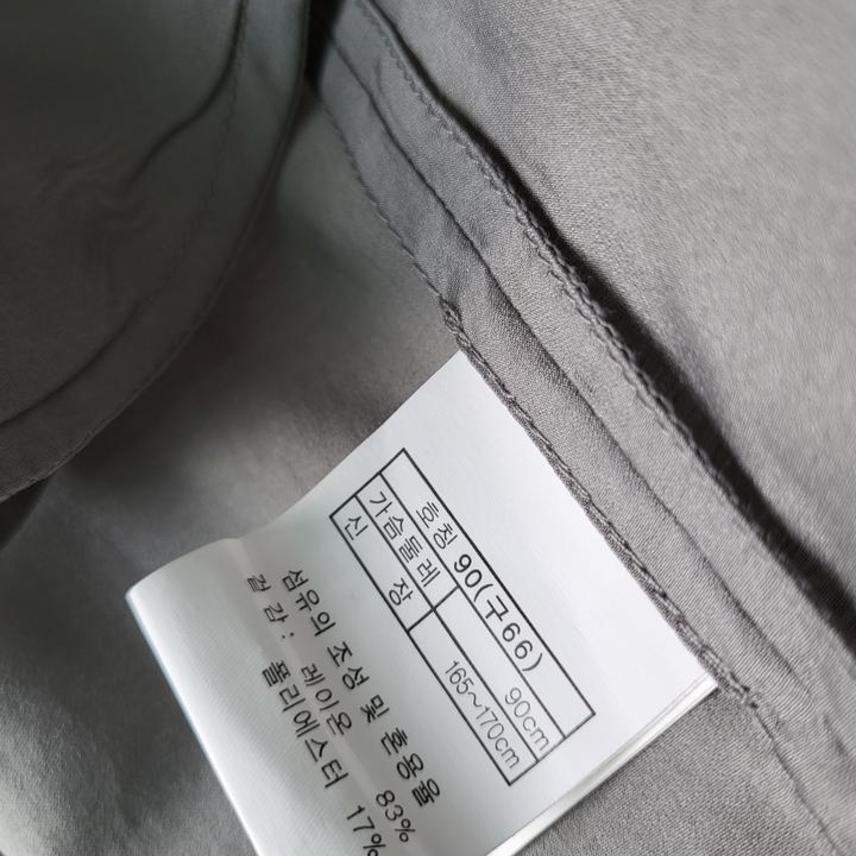 호칭 90(구66)
가슴둘레 90cm
신 장 165~170cm
섬유의 조성 및 혼용율
겉 감 : 레이온 83%
폴리에스터 17%